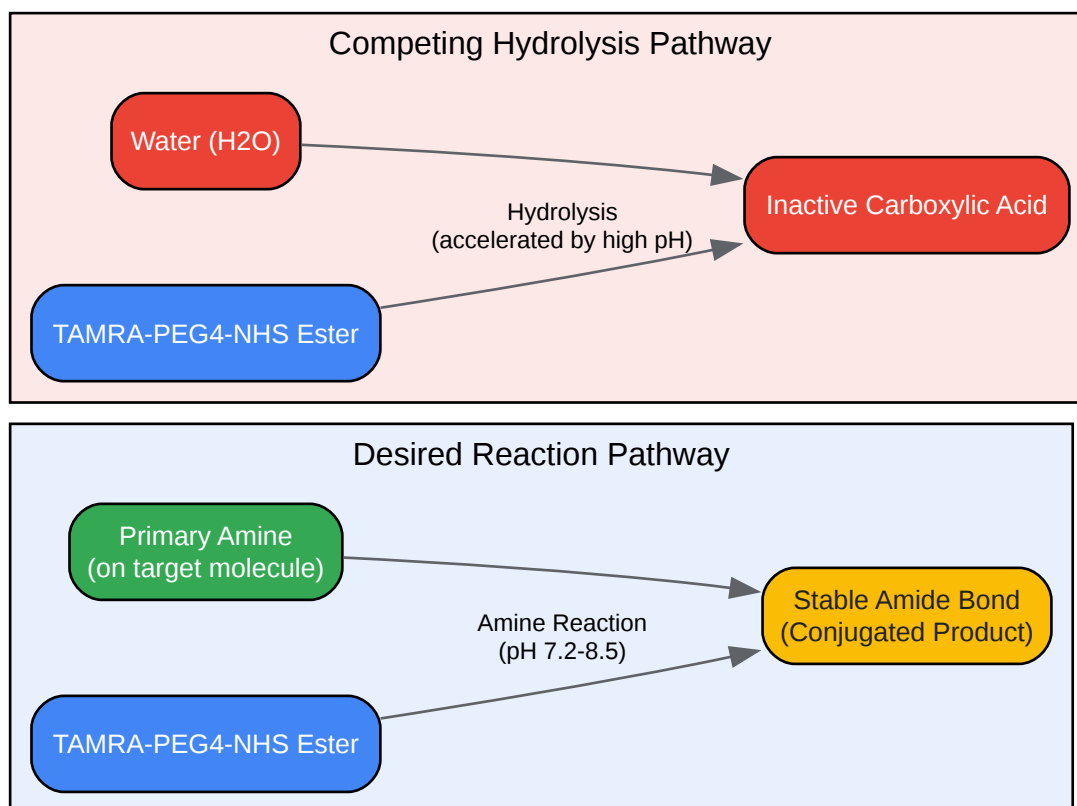 Competing Hydrolysis Pathway
Water (H2O)
Inactive Carboxylic Acid
Hydrolysis
(accelerated by high pH)
TAMRA-PEG4-NHS Ester
Desired Reaction Pathway
Primary Amine
(on target molecule)
Stable Amide Bond
(Conjugated Product)
Amine Reaction
(pH 7.2-8.5)
TAMRA-PEG4-NHS Ester